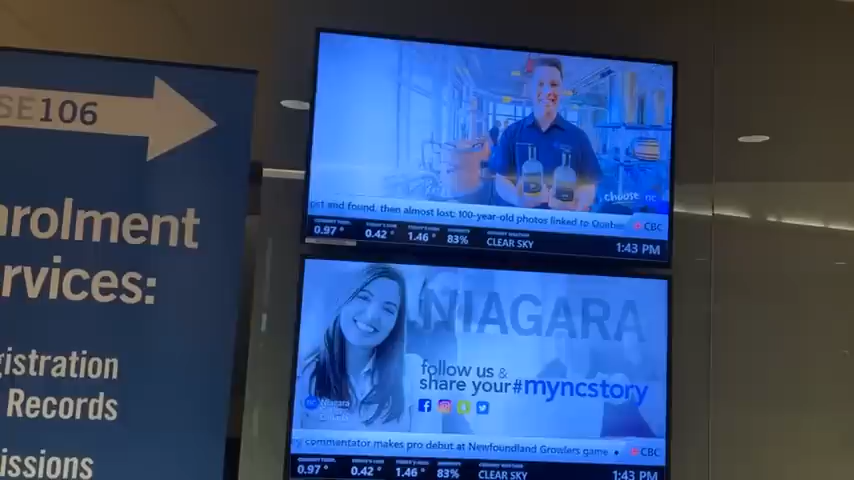 SE106
nrolment
rvices:
gistration
Records
issions
choose nc
ost and found, then almost lost: 100-year-old photos linked to Quebec
CBC
0.97° 0.42° 1.46° 83% CLEAR SKY 1:43 PM
NIAGARA
follow us &
share your #myncstory
NC Niagara
commentator makes pro debut at Newfoundland Growlers game •
CBC
0.97° 0.42° 1.46° 83% CLEAR SKY 1:43 PM